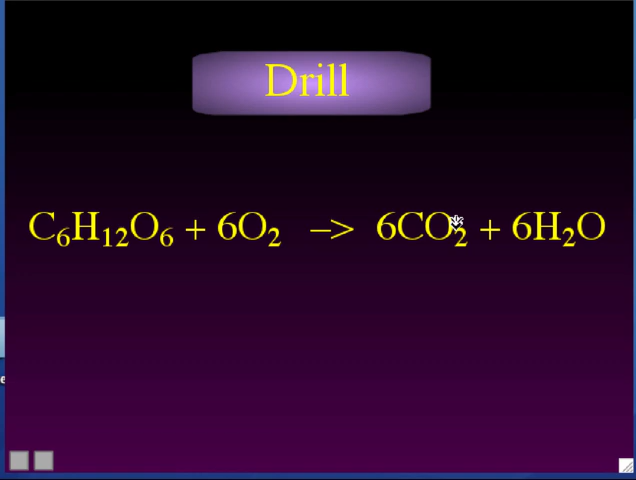 Drill
C₆H₁₂O₆ + 6O₂ –> 6CO₂ + 6H₂O
e